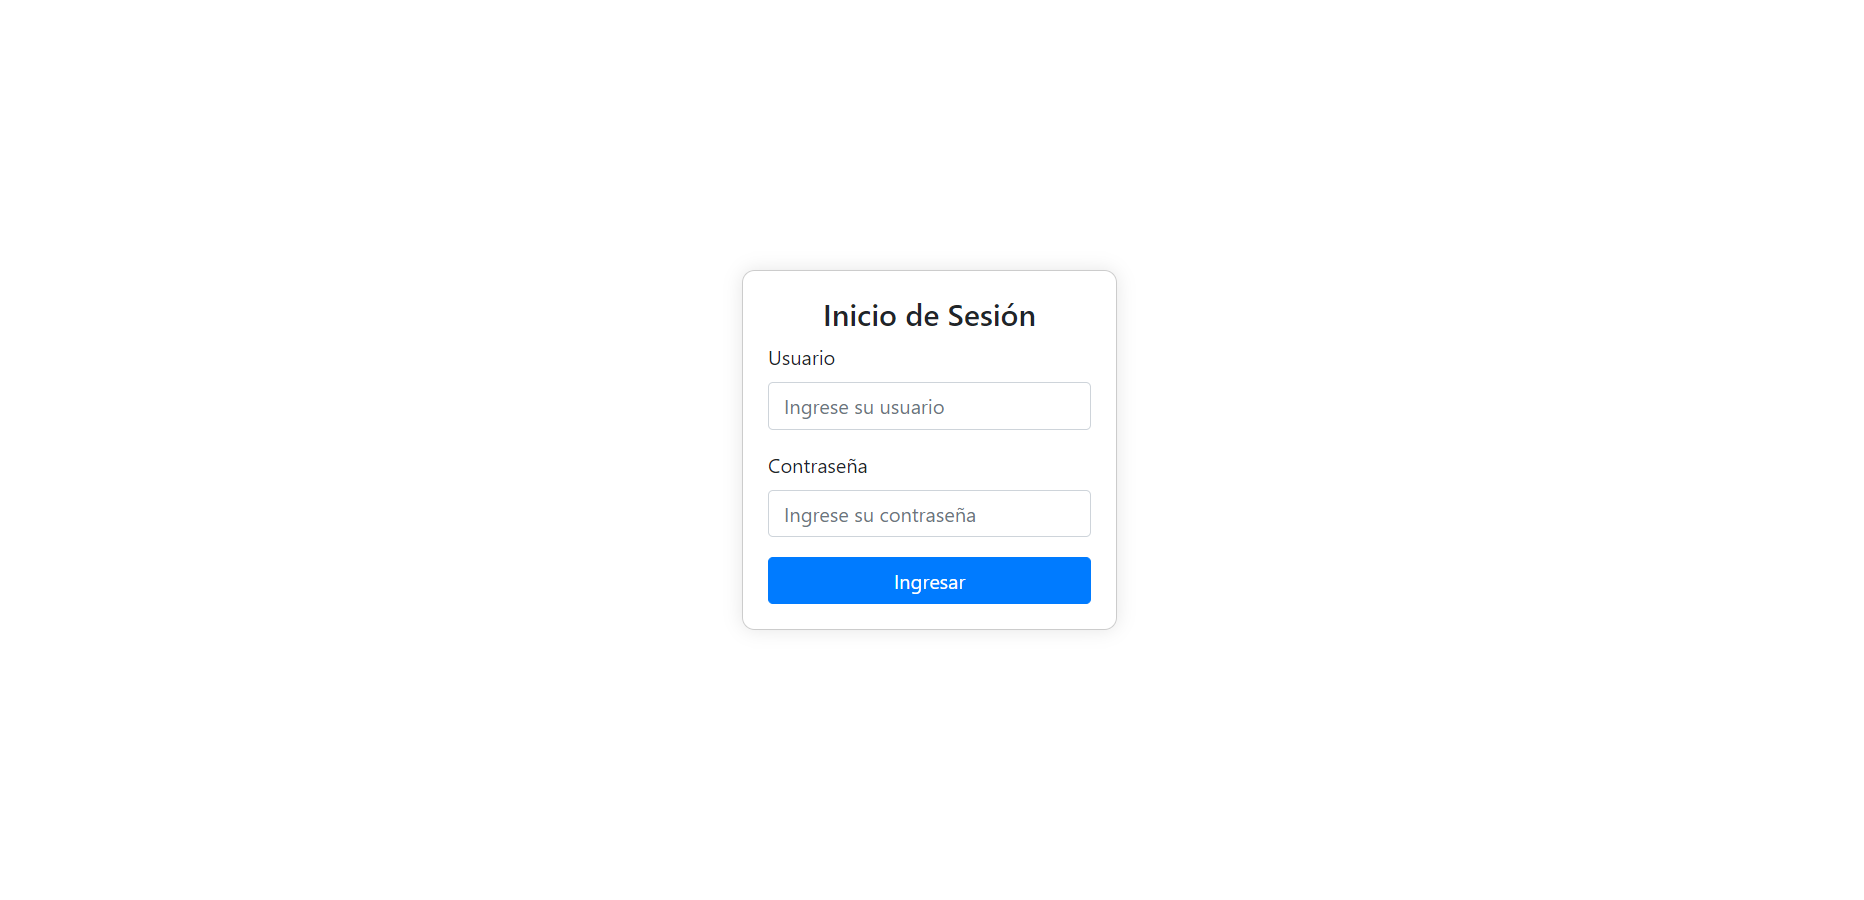 Inicio de Sesión
Usuario
Ingrese su usuario
Contraseña
Ingrese su contraseña
Ingresar